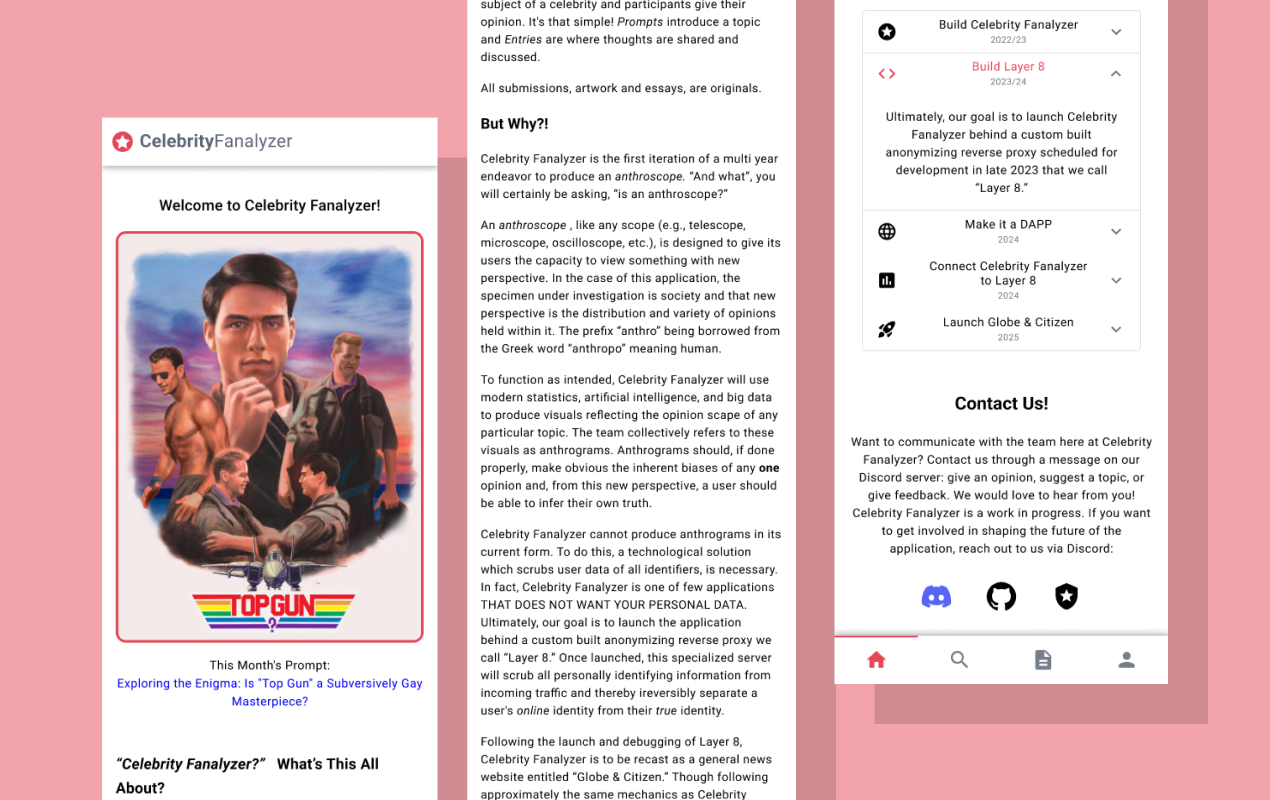 CelebrityFanalyzer
Welcome to Celebrity Fanalyzer!
TOP GUN
?
This Month's Prompt:
Exploring the Enigma: Is "Top Gun" a Subversively Gay
Masterpiece?
“Celebrity Fanalyzer?” What’s This All
About?
subject of a celebrity and participants give their
opinion. It's that simple! Prompts introduce a topic
and Entries are where thoughts are shared and
discussed.
All submissions, artwork and essays, are originals.
But Why?!
Celebrity Fanalyzer is the first iteration of a multi year
endeavor to produce an anthroscope. “And what”, you
will certainly be asking, “is an anthroscope?”
An anthroscope , like any scope (e.g., telescope,
microscope, oscilloscope, etc.), is designed to give its
users the capacity to view something with new
perspective. In the case of this application, the
specimen under investigation is society and that new
perspective is the distribution and variety of opinions
held within it. The prefix “anthro” being borrowed from
the Greek word “anthropo” meaning human.
To function as intended, Celebrity Fanalyzer will use
modern statistics, artificial intelligence, and big data
to produce visuals reflecting the opinion scape of any
particular topic. The team collectively refers to these
visuals as anthrograms. Anthrograms should, if done
properly, make obvious the inherent biases of any one
opinion and, from this new perspective, a user should
be able to infer their own truth.
Celebrity Fanalyzer cannot produce anthrograms in its
current form. To do this, a technological solution
which scrubs user data of all identifiers, is necessary.
In fact, Celebrity Fanalyzer is one of few applications
THAT DOES NOT WANT YOUR PERSONAL DATA.
Ultimately, our goal is to launch the application
behind a custom built anonymizing reverse proxy we
call “Layer 8.” Once launched, this specialized server
will scrub all personally identifying information from
incoming traffic and thereby ireversibly separate a
user's online identity from their true identity.
Following the launch and debugging of Layer 8,
Celebrity Fanalyzer is to be recast as a general news
website entitled “Globe & Citizen.” Though following
approximately the same mechanics as Celebrity
Build Celebrity Fanalyzer
2022/23
Build Layer 8
2023/24
Ultimately, our goal is to launch Celebrity
Fanalyzer behind a custom built
anonymizing reverse proxy scheduled for
development in late 2023 that we call
“Layer 8.”
Make it a DAPP
2024
Connect Celebrity Fanalyzer
to Layer 8
2024
Launch Globe & Citizen
2025
Contact Us!
Want to communicate with the team here at Celebrity
Fanalyzer? Contact us through a message on our
Discord server: give an opinion, suggest a topic, or
give feedback. We would love to hear from you!
Celebrity Fanalyzer is a work in progress. If you want
to get involved in shaping the future of the
application, reach out to us via Discord: